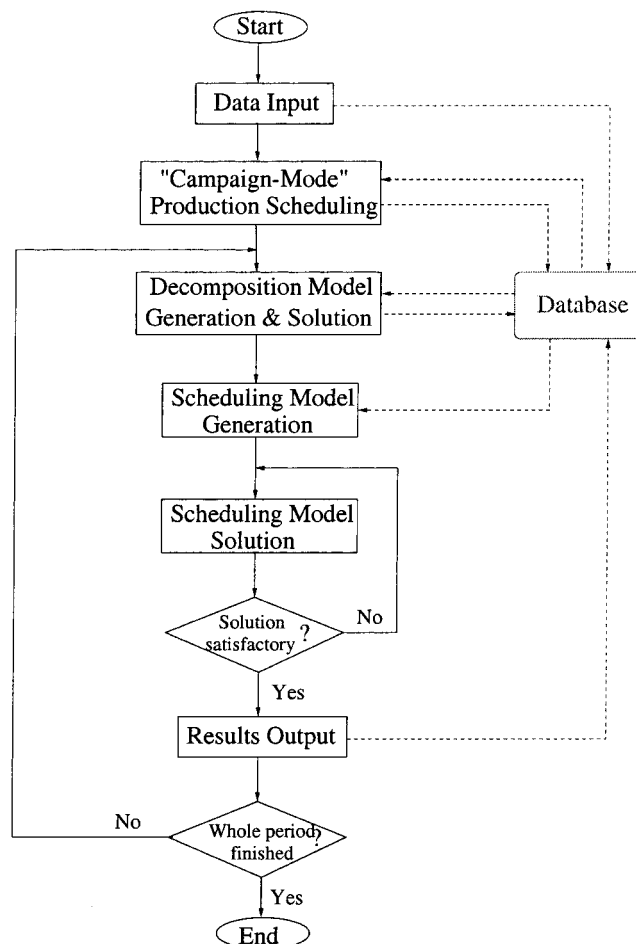 Start
Data Input
"Campaign-Mode"
Production Scheduling
Decomposition Model
Generation & Solution
Database
Scheduling Model
Generation
Scheduling Model
Solution
Solution
satisfactory ?
No
Yes
Results Output
No
Whole period ?
finished
Yes
End